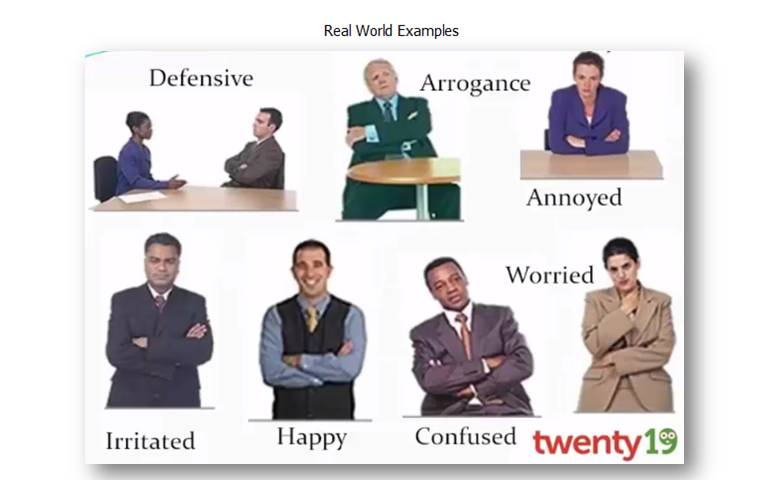 Real World Examples
Defensive
Arrogance
Annoyed
Worried
Irritated
Happy
Confused
twenty19